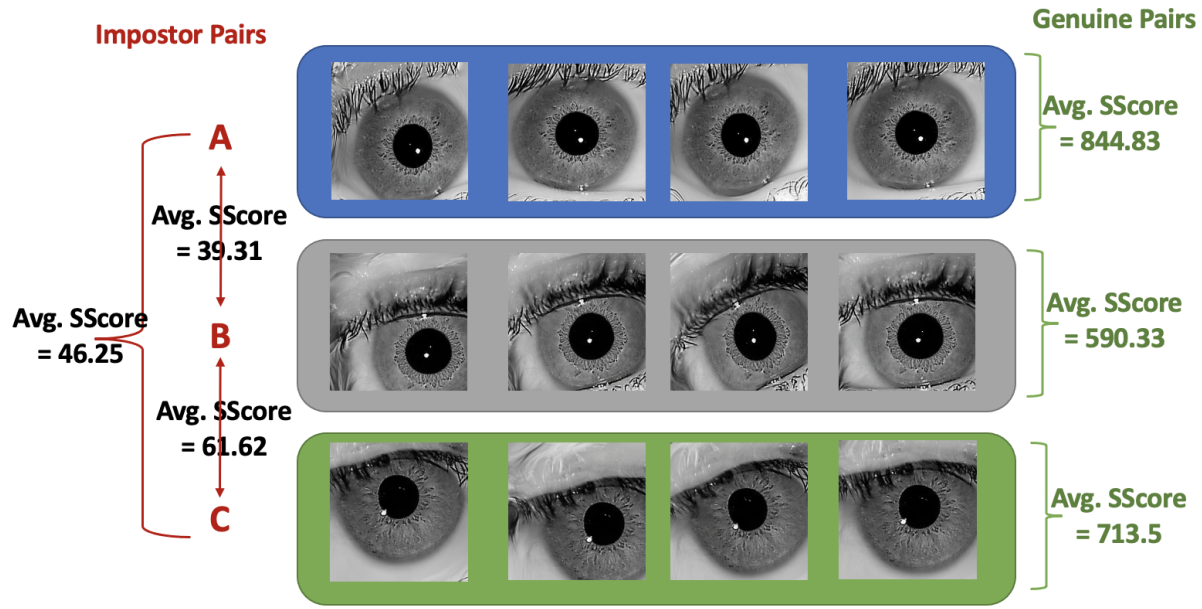 Impostor Pairs
Genuine Pairs
A
Avg. SScore
= 844.83
Avg. SScore
= 39.31
Avg. SScore
= 46.25
B
Avg. SScore
= 590.33
Avg. SScore
= 61.62
C
Avg. SScore
= 713.5